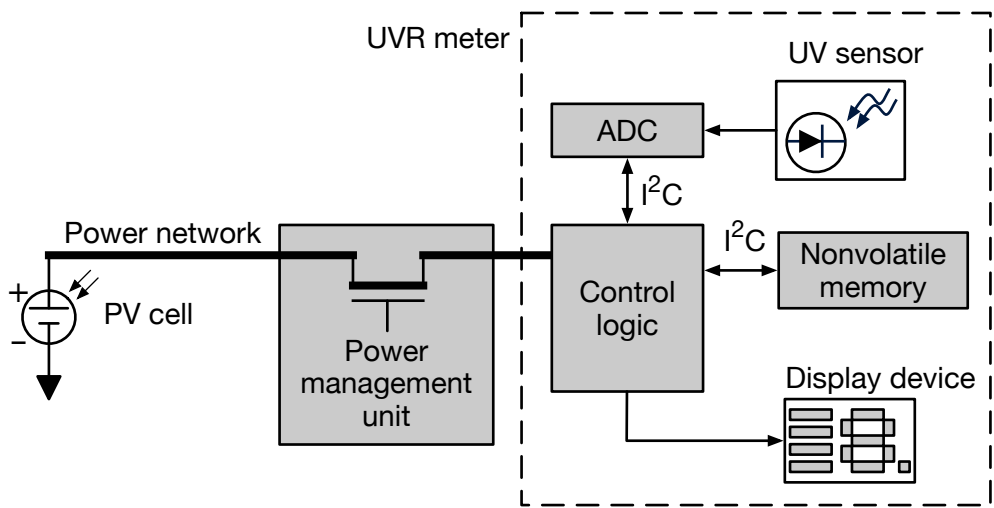 UVR meter
UV sensor
ADC
I²C
Power network
I²C
Nonvolatile
memory
Control
logic
+
PV cell
−
Power
management
unit
Display device